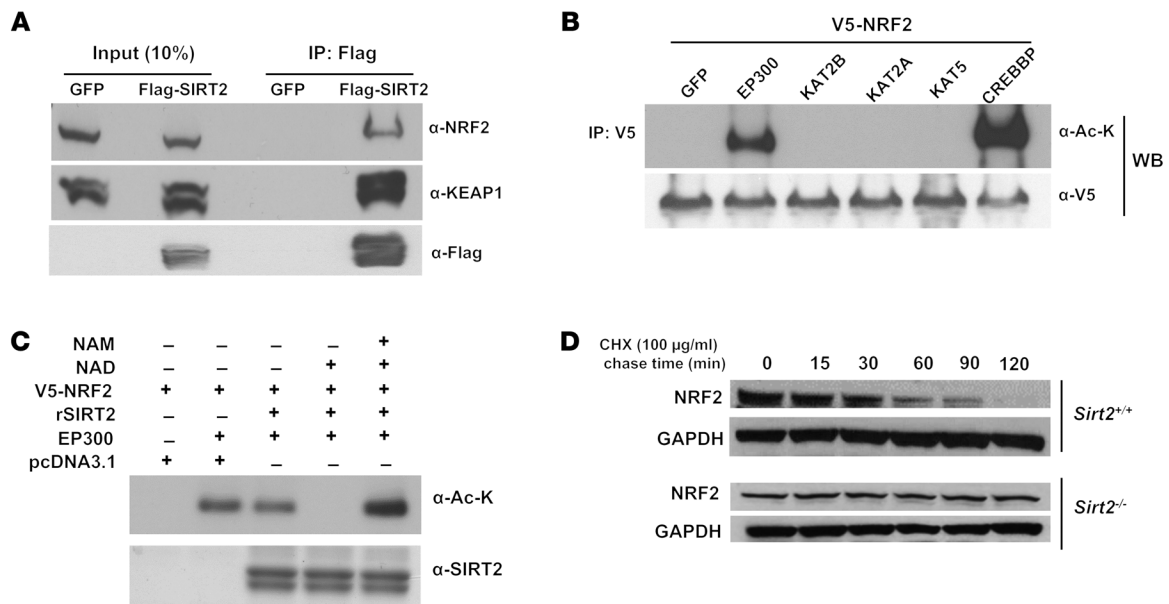 A
Input (10%) IP: Flag
GFP Flag-SIRT2 GFP Flag-SIRT2
α-NRF2
α-KEAP1
α-Flag
B
V5-NRF2
GFP EP300 KAT2B KAT2A KAT5 CREBBP
IP: V5 α-Ac-K
WB
α-V5
C
NAM – – – – +
NAD – – – + +
V5-NRF2 + + + + +
rSIRT2 – – + + +
EP300 – + + + +
pcDNA3.1 + + – – –
α-Ac-K
α-SIRT2
D
CHX (100 µg/ml)
chase time (min) 0 15 30 60 90 120
NRF2
Sirt2+/+
GAPDH
NRF2
Sirt2-/-
GAPDH